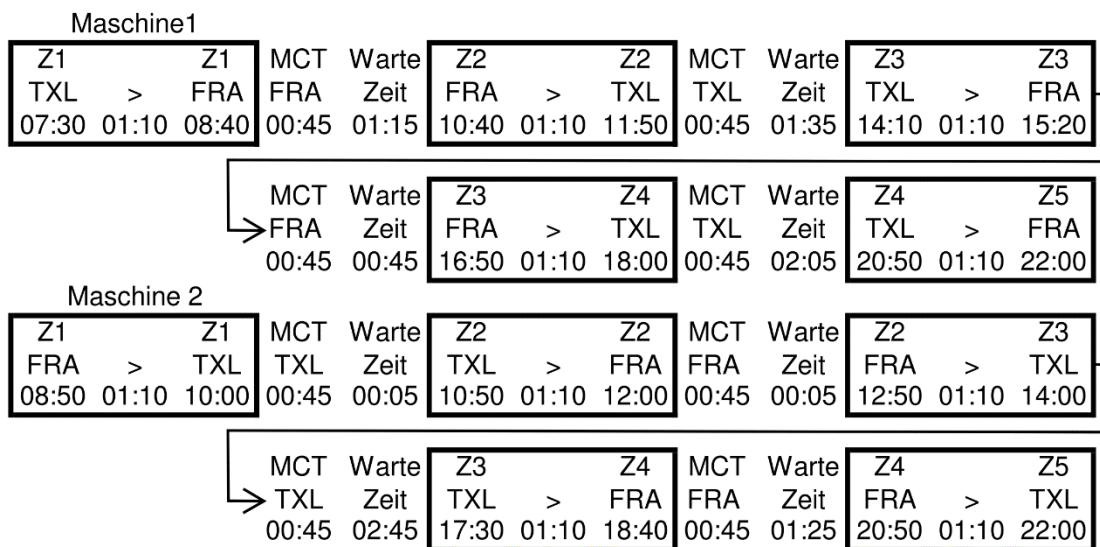 Maschine1
Z1 Z1 MCT Warte Z2 Z2 MCT Warte Z3 Z3
TXL > FRA FRA Zeit FRA > TXL TXL Zeit TXL > FRA
07:30 01:10 08:40 00:45 01:15 10:40 01:10 11:50 00:45 01:35 14:10 01:10 15:20
MCT Warte Z3 Z4 MCT Warte Z4 Z5
FRA Zeit FRA > TXL TXL Zeit TXL > FRA
00:45 00:45 16:50 01:10 18:00 00:45 02:05 20:50 01:10 22:00
Maschine 2
Z1 Z1 MCT Warte Z2 Z2 MCT Warte Z2 Z3
FRA > TXL TXL Zeit TXL > FRA FRA Zeit FRA > TXL
08:50 01:10 10:00 00:45 00:05 10:50 01:10 12:00 00:45 00:05 12:50 01:10 14:00
MCT Warte Z3 Z4 MCT Warte Z4 Z5
TXL Zeit TXL > FRA FRA Zeit FRA > TXL
00:45 02:45 17:30 01:10 18:40 00:45 01:25 20:50 01:10 22:00